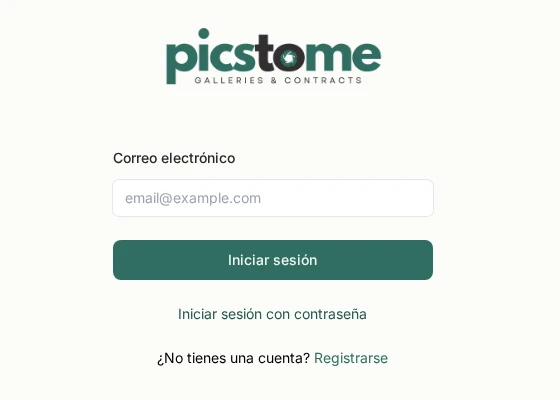 picstome
GALLERIES & CONTRACTS
Correo electrónico
email@example.com
Iniciar sesión
Iniciar sesión con contraseña
¿No tienes una cuenta? Registrarse